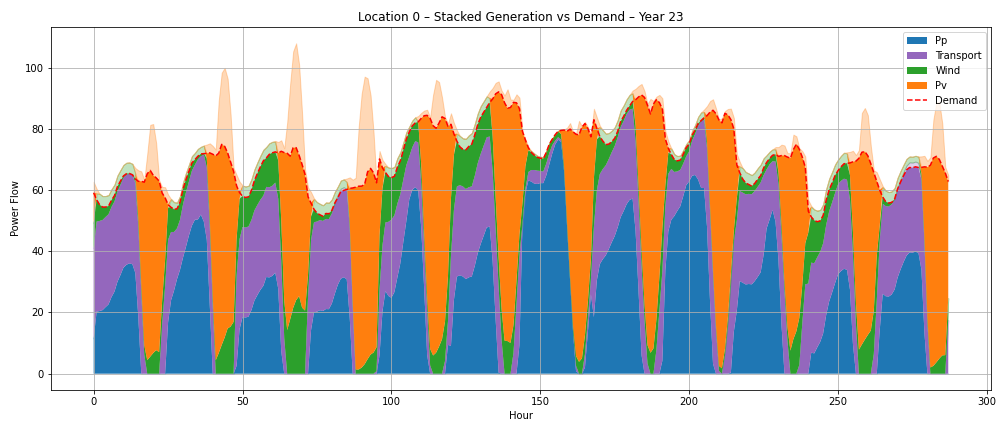 Location 0 – Stacked Generation vs Demand – Year 23
Power Flow
100
80
60
40
20
0
Pp
Transport
Wind
Pv
Demand
0 50 100 150 200 250 300
Hour